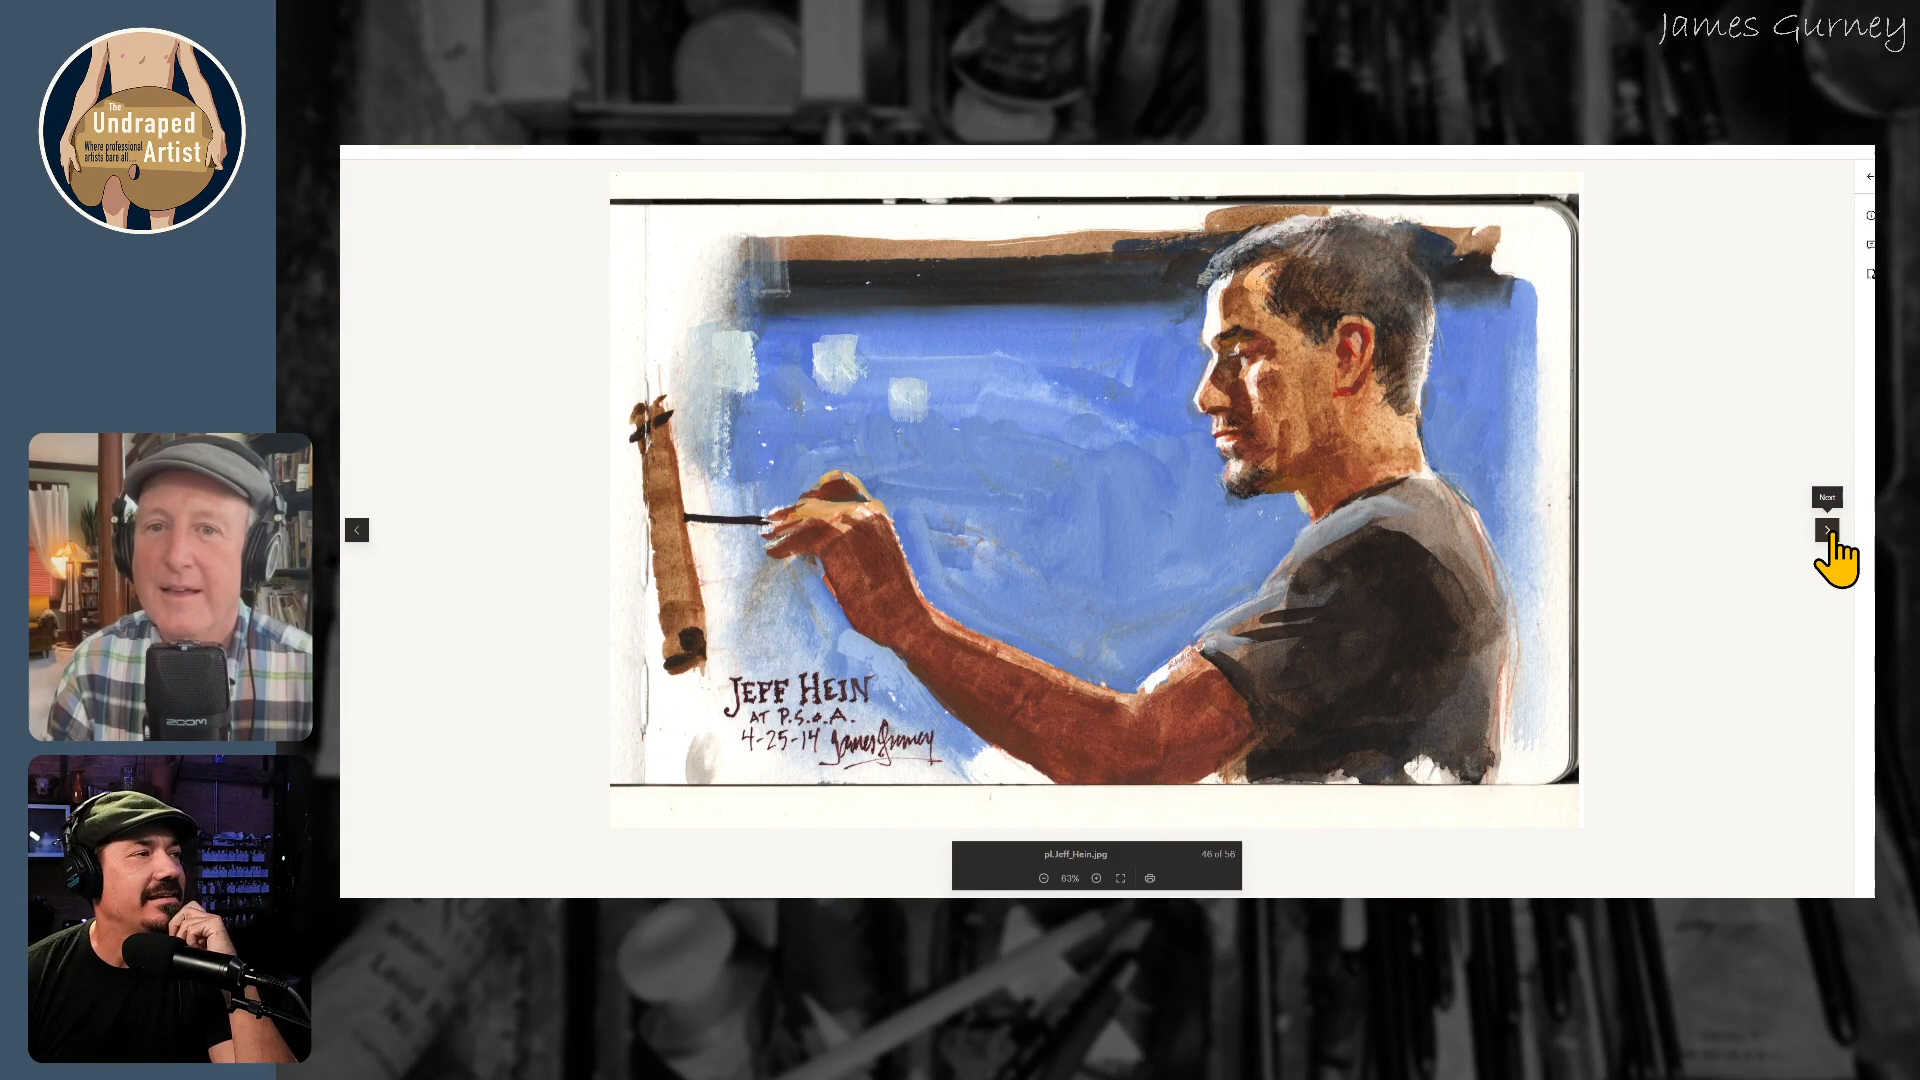 James Gurney
The
Undraped
Where professional
artists bare all...
Artist
Next
JEFF HEIN
AT P.S.o.A.
4-25-14 James Gurney
zoom
pl.Jeff_Hein.jpg
46 of 56
63%